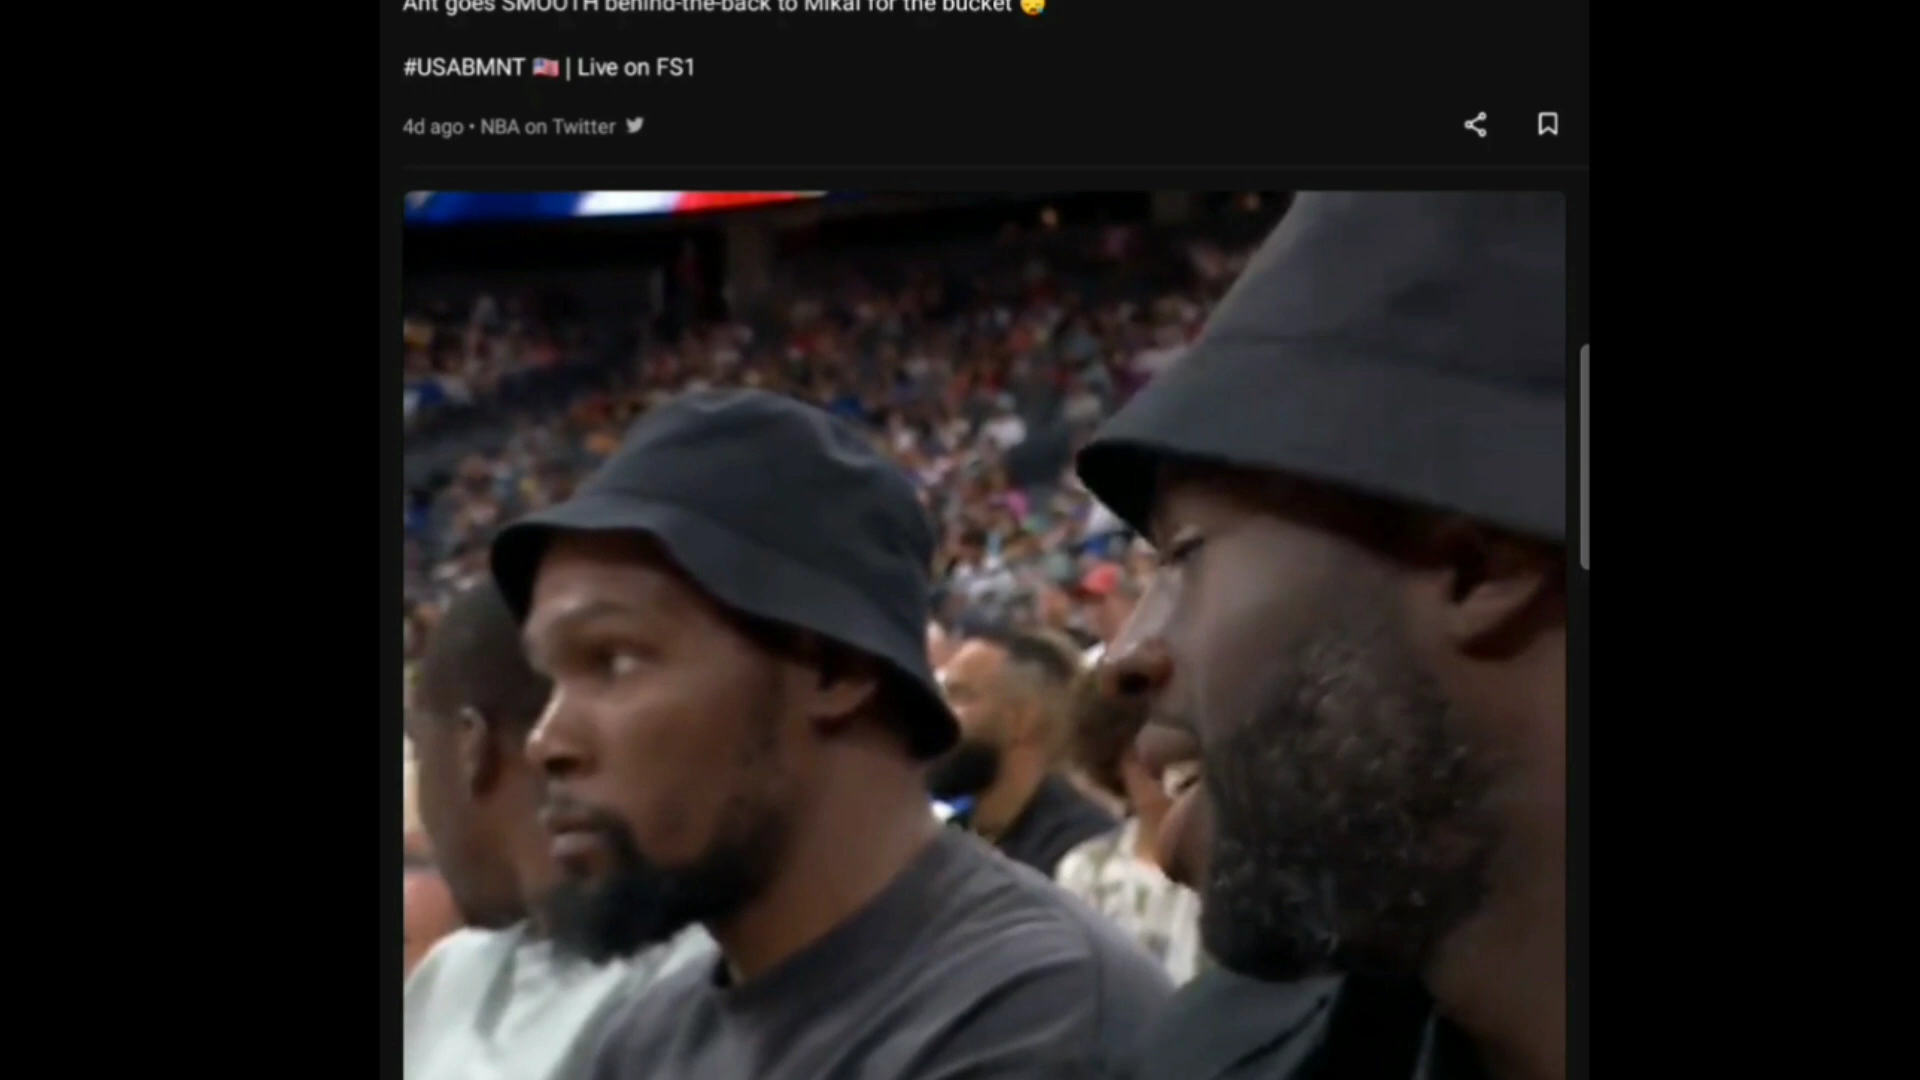 Ant goes SMOOTH behind-the-back to Mikal for the bucket 😪
#USABMNT 🇺🇸 | Live on FS1
4d ago • NBA on Twitter